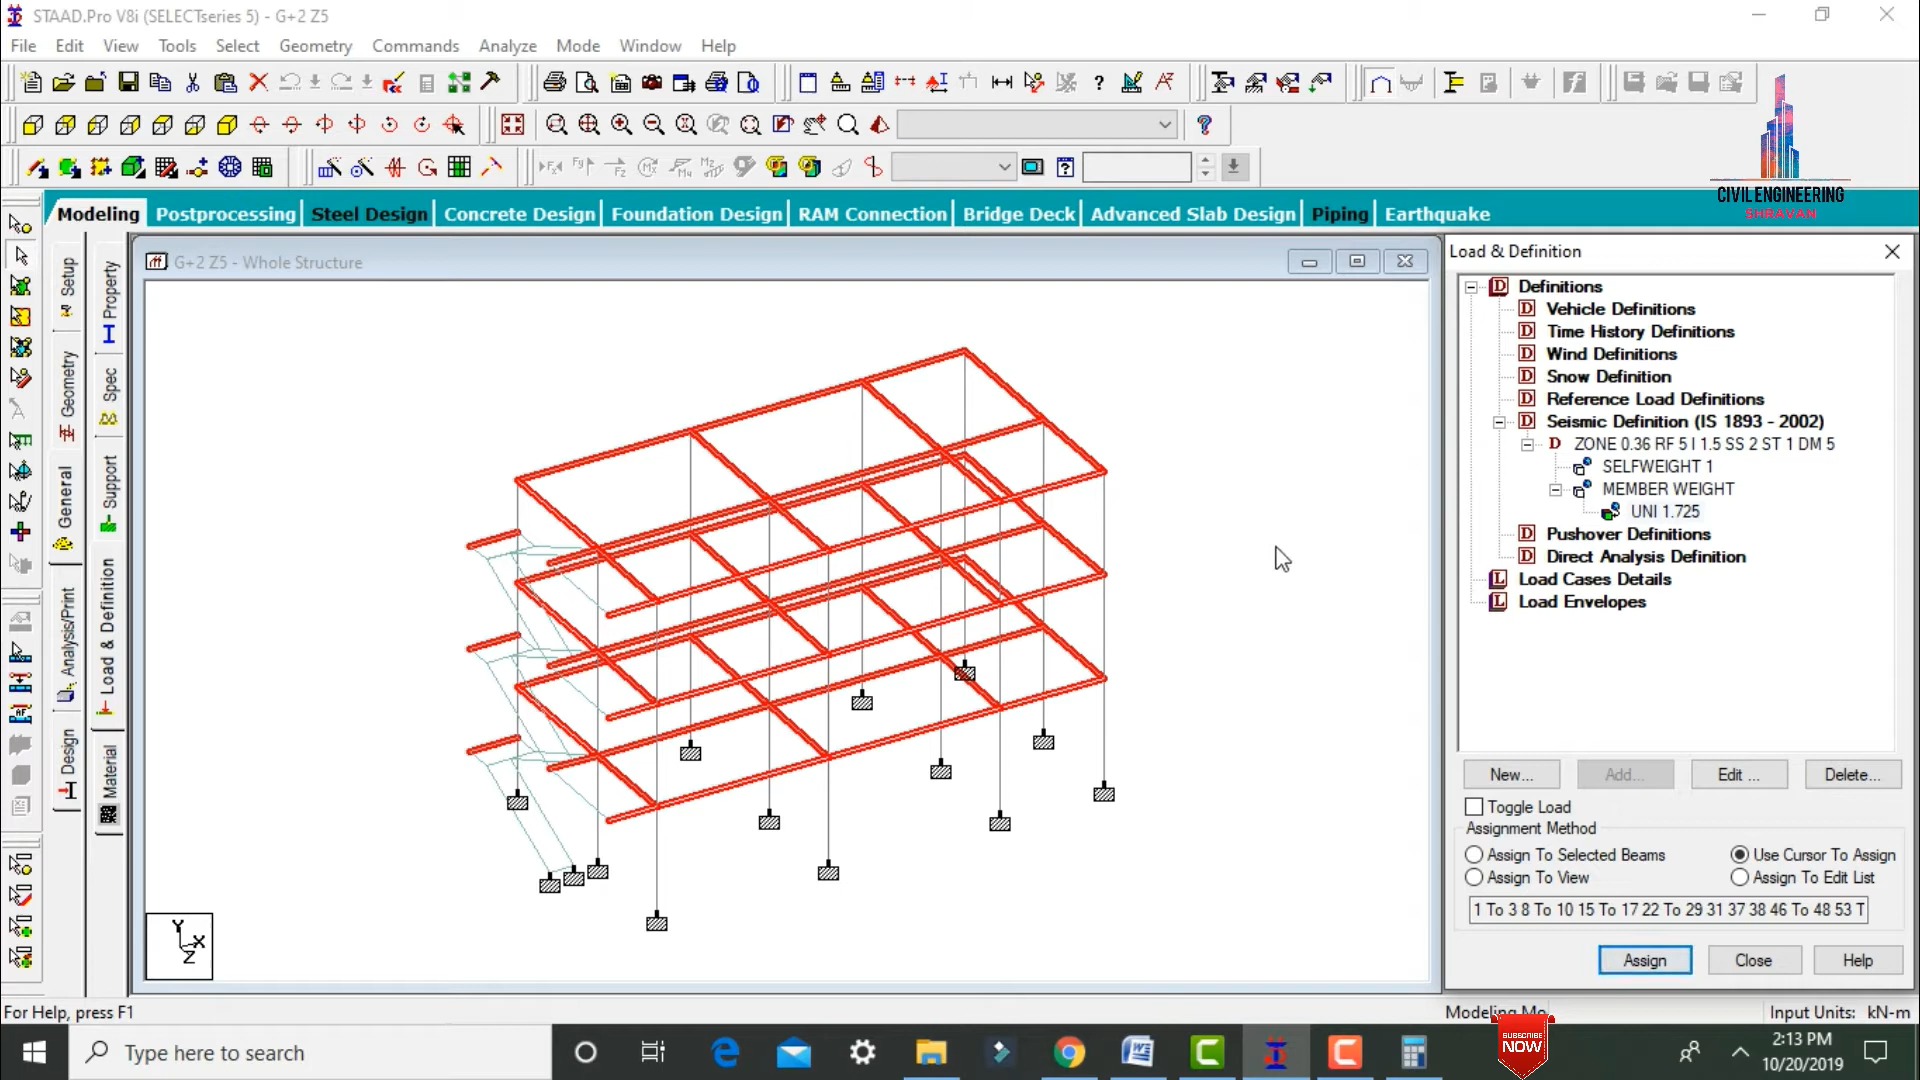 STAAD.Pro V8i (SELECTseries 5) - G+2 Z5
File Edit View Tools Select Geometry Commands Analyze Mode Window Help
CIVILENGINEERING
SHRAVAN
Modeling Postprocessing Steel Design Concrete Design Foundation Design RAM Connection Bridge Deck Advanced Slab Design Piping Earthquake
Setup
Geometry
General
Analysis/Print
Design
Property
Spec
Support
Load & Definition
Material
G+2 Z5 - Whole Structure
Y
X
Z
Load & Definition
Definitions
Vehicle Definitions
Time History Definitions
Wind Definitions
Snow Definition
Reference Load Definitions
Seismic Definition (IS 1893 - 2002)
ZONE 0.36 RF 5 I 1.5 SS 2 ST 1 DM 5
SELFWEIGHT 1
MEMBER WEIGHT
UNI 1.725
Pushover Definitions
Direct Analysis Definition
Load Cases Details
Load Envelopes
New... Add... Edit ... Delete...
Toggle Load
Assignment Method
Assign To Selected Beams Use Cursor To Assign
Assign To View Assign To Edit List
1 To 3 8 To 10 15 To 17 22 To 29 31 37 38 46 To 48 53 T
Assign Close Help
For Help, press F1 Modeling Mo Input Units: kN-m
SUBSCRIBE
NOW
Type here to search
2:13 PM
10/20/2019